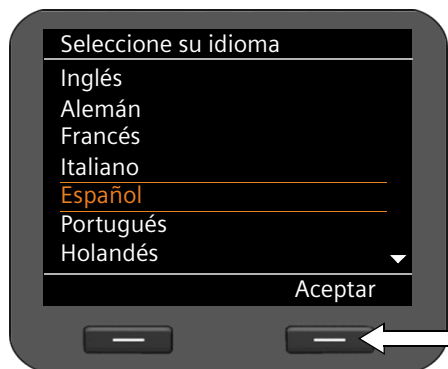 Seleccione su idioma
Inglés
Alemán
Francés
Italiano
Español
Portugués
Holandés
Aceptar